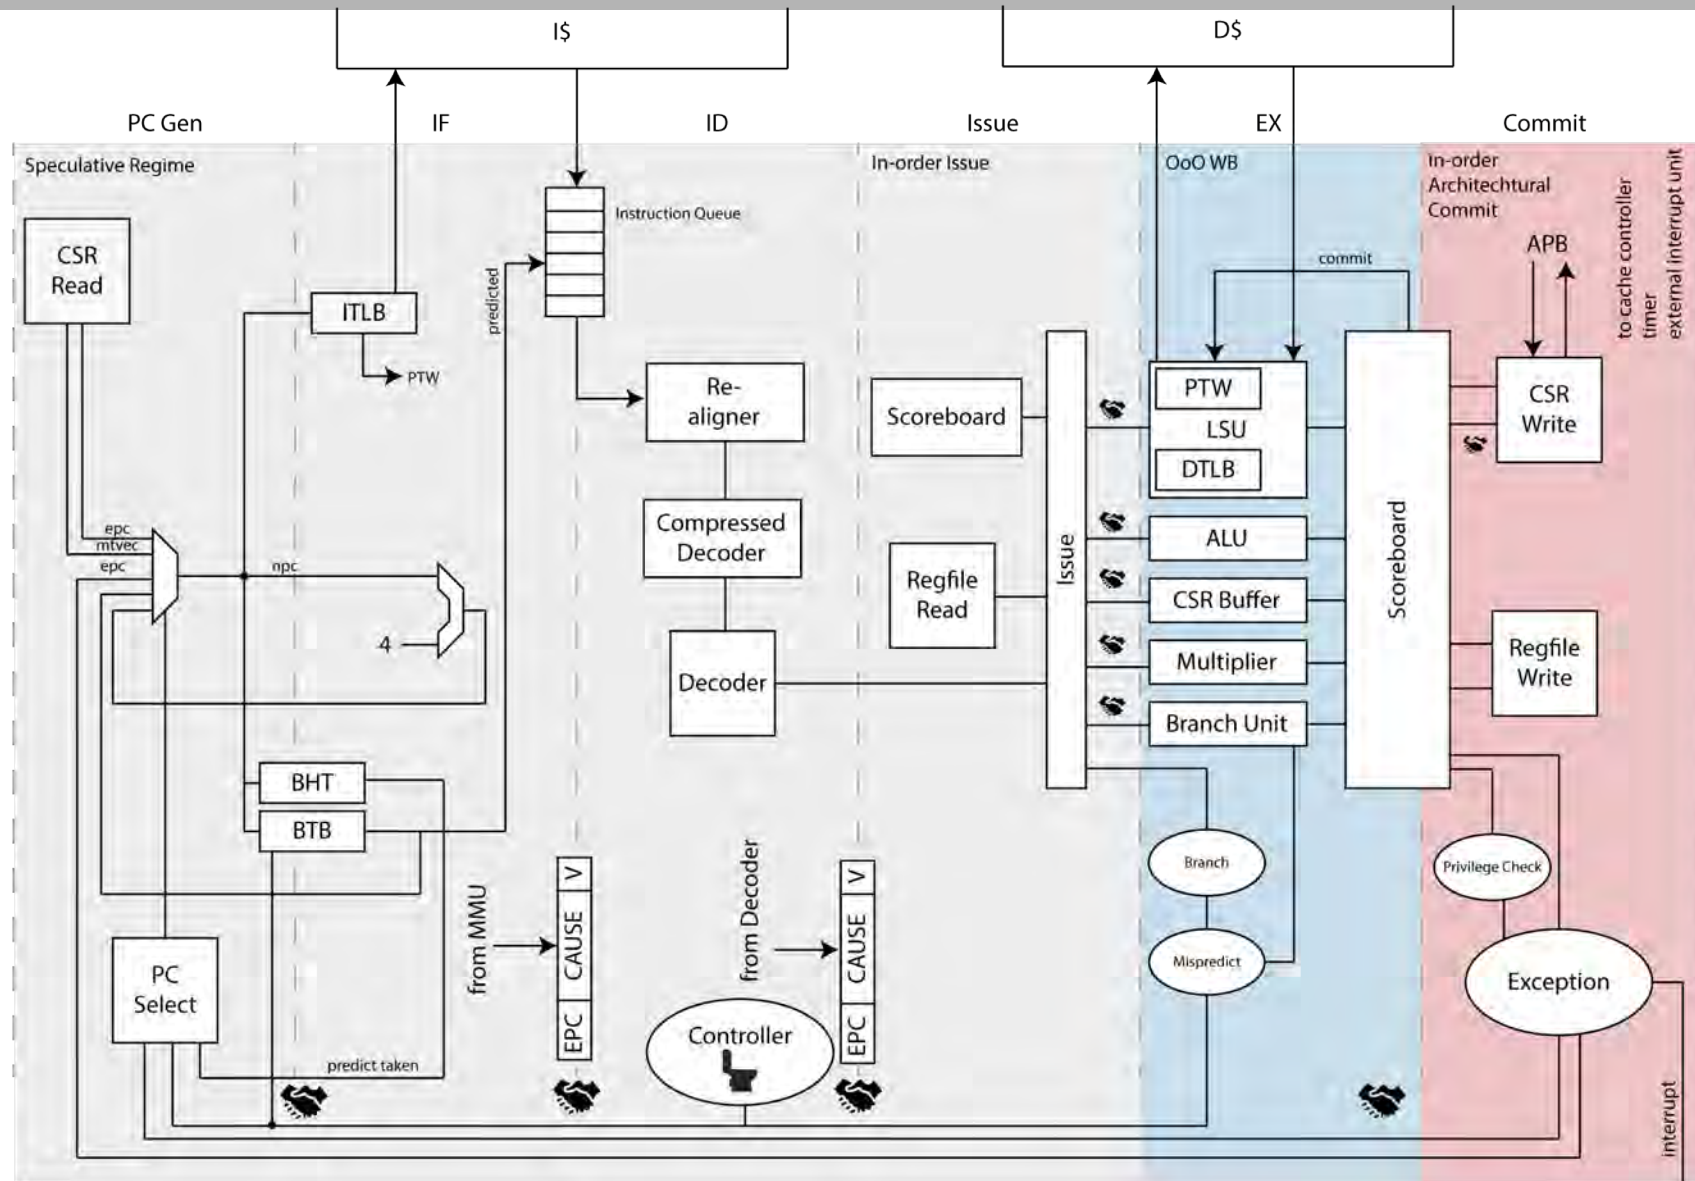 I$
D$
PC Gen
IF
ID
Issue
EX
Commit
Speculative Regime
In-order Issue
OoO WB
In-order
Architechtural
Commit
to cache controller
timer
external interrupt unit
CSR
Read
Instruction Queue
predicted
ITLB
PTW
APB
commit
Re-
aligner
Scoreboard
PTW
LSU
DTLB
CSR
Write
Compressed
Decoder
epc
mtvec
epc
npc
4
Regfile
Read
Issue
ALU
CSR Buffer
Multiplier
Branch Unit
Scoreboard
Regfile
Write
Decoder
BHT
BTB
from MMU
V
CAUSE
EPC
from Decoder
V
CAUSE
EPC
Branch
Mispredict
Privilege Check
Exception
PC
Select
Controller
predict taken
interrupt